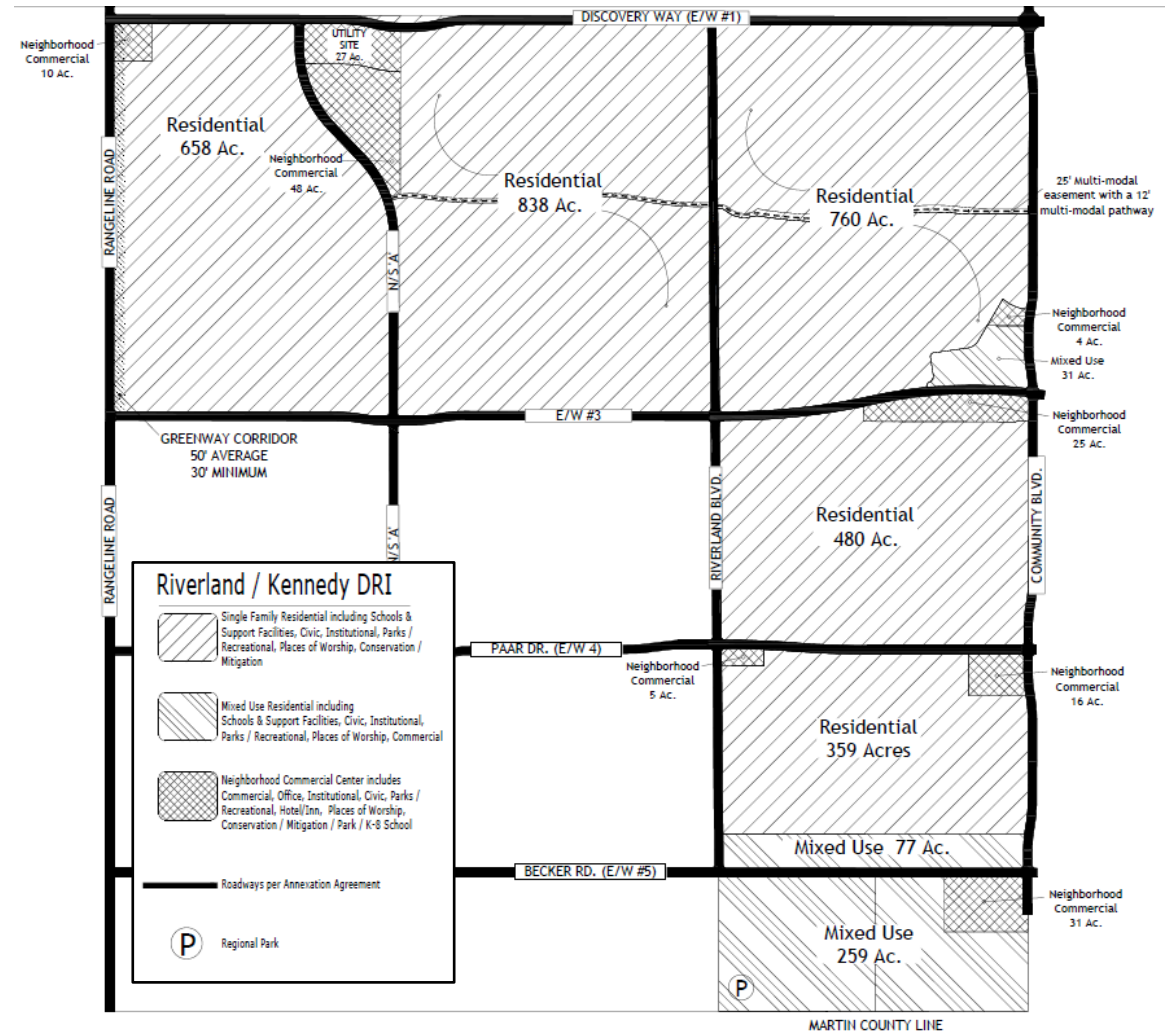 DISCOVERY WAY (E/W #1)
Neighborhood
Commercial
10 Ac.
UTILITY
SITE
27 Ac.
Residential
658 Ac.
Neighborhood
Commercial
48 Ac.
Residential
838 Ac.
Residential
760 Ac.
25' Multi-modal
easement with a 12'
multi-modal pathway
RANGELINE ROAD
N/S 'A'
Neighborhood
Commercial
4 Ac.
Mixed Use
31 Ac.
E/W #3
Neighborhood
Commercial
25 Ac.
GREENWAY CORRIDOR
50' AVERAGE
30' MINIMUM
RANGELINE ROAD
N/S 'A'
RIVERLAND BLVD.
Residential
480 Ac.
COMMUNITY BLVD.
Riverland / Kennedy DRI
Single Family Residential including Schools &
Support Facilities, Civic, Institutional, Parks /
Recreational, Places of Worship, Conservation /
Mitigation
Mixed Use Residential including
Schools & Support Facilities, Civic, Institutional,
Parks / Recreational, Places of Worship, Commercial
Neighborhood Commercial Center includes
Commercial, Office, Institutional, Civic, Parks /
Recreational, Hotel/Inn, Places of Worship,
Conservation / Mitigation / Park / K-8 School
Roadways per Annexation Agreement
P
Regional Park
PAAR DR. (E/W 4)
Neighborhood
Commercial
5 Ac.
Neighborhood
Commercial
16 Ac.
Residential
359 Acres
Mixed Use 77 Ac.
BECKER RD. (E/W #5)
Neighborhood
Commercial
31 Ac.
Mixed Use
259 Ac.
P
MARTIN COUNTY LINE